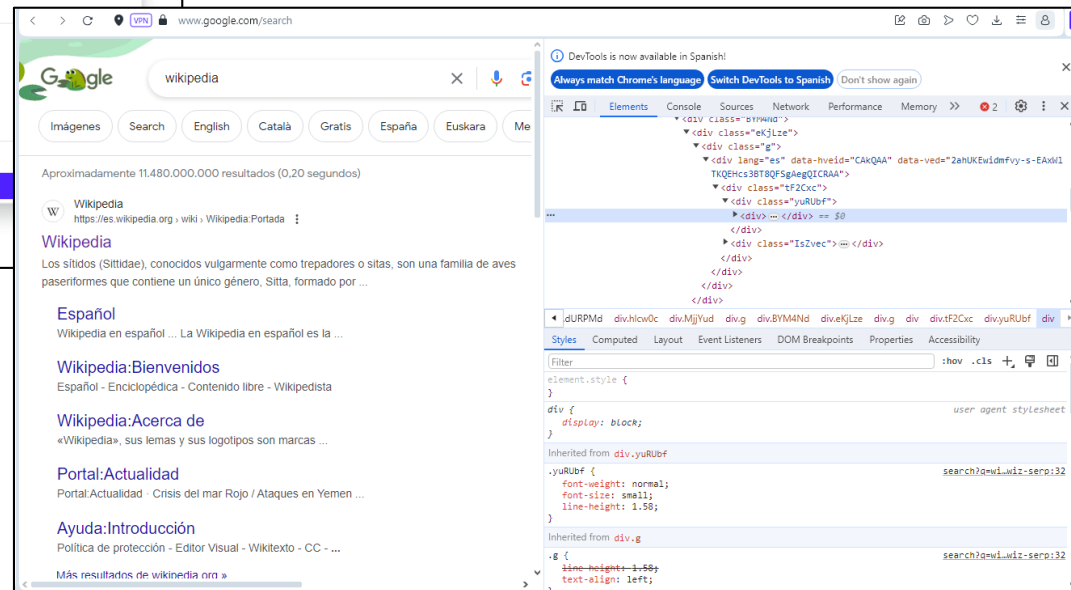 VPN www.google.com/search
Google
wikipedia
Imágenes Search English Català Gratis España Euskara Me
Aproximadamente 11.480.000.000 resultados (0,20 segundos)
W
Wikipedia
https://es.wikipedia.org › wiki › Wikipedia:Portada
Wikipedia
Los sítidos (Sittidae), conocidos vulgarmente como trepadores o sitas, son una familia de aves
paseriformes que contiene un único género, Sitta, formado por ...
Español
Wikipedia en español ... La Wikipedia en español es la ...
Wikipedia:Bienvenidos
Español - Enciclopédica - Contenido libre - Wikipedista
Wikipedia:Acerca de
«Wikipedia», sus lemas y sus logotipos son marcas ...
Portal:Actualidad
Portal:Actualidad · Crisis del mar Rojo / Ataques en Yemen ...
Ayuda:Introducción
Política de protección - Editor Visual - Wikitexto - CC - ...
Más resultados de wikipedia.org »
DevTools is now available in Spanish!
Always match Chrome's language Switch DevTools to Spanish Don't show again
Elements Console Sources Network Performance Memory 2
<div class="BYM4Nd">
<div class="eKjLze">
<div class="g">
<div lang="es" data-hveid="CAkQAA" data-ved="2ahUKEwidmfvy-s-EAxWl
TKQEHcs3BT8QFSgAegQICRAA">
<div class="tF2Cxc">
<div class="yuRUbf">
<div> … </div> == $0
</div>
<div class="IsZvec"> … </div>
</div>
</div>
</div>
</div>
.dURPMd div.hlcw0c div.MjjYud div.g div.BYM4Nd div.eKjLze div.g div div.tF2Cxc div.yuRUbf div
Styles Computed Layout Event Listeners DOM Breakpoints Properties Accessibility
Filter :hov .cls
element.style {
}
div { user agent stylesheet
display: block;
}
Inherited from div.yuRUbf
.yuRUbf { search?q=wi…wiz-serp:32
font-weight: normal;
font-size: small;
line-height: 1.58;
}
Inherited from div.g
.g { search?q=wi…wiz-serp:32
line-height: 1.58;
text-align: left;
}